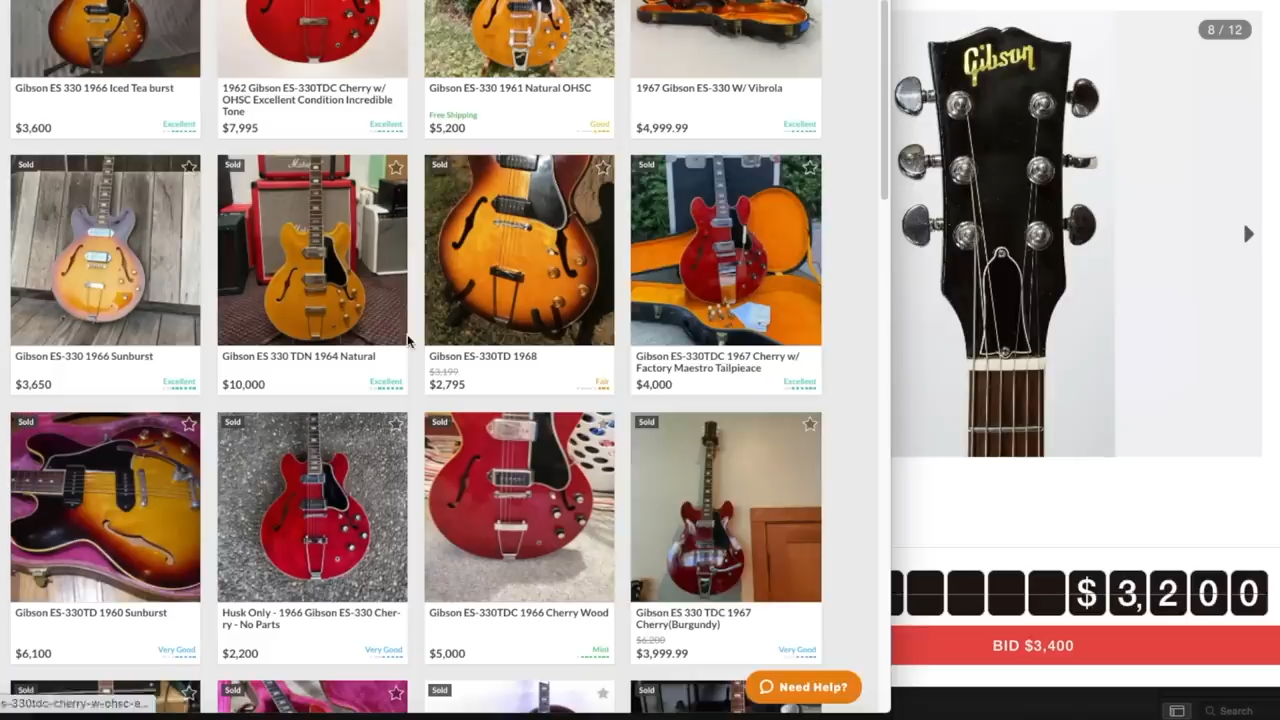 8 / 12
Gibson
Gibson ES 330 1966 Iced Tea burst
$3,600
Excellent
1962 Gibson ES-330TDC Cherry w/
OHSC Excellent Condition Incredible
Tone
$7,995
Excellent
Gibson ES-330 1961 Natural OHSC
Free Shipping
$5,200
Good
1967 Gibson ES-330 W/ Vibrola
$4,999.99
Excellent
Sold
Gibson ES-330 1966 Sunburst
$3,650
Excellent
Sold
Gibson ES 330 TDN 1964 Natural
$10,000
Excellent
Sold
Gibson ES-330TD 1968
$3,199
$2,795
Fair
Sold
Gibson ES-330TDC 1967 Cherry w/
Factory Maestro Tailpieace
$4,000
Excellent
Sold
Gibson ES-330TD 1960 Sunburst
$6,100
Very Good
Sold
Husk Only - 1966 Gibson ES-330 Cher-
ry - No Parts
$2,200
Very Good
Sold
Gibson ES-330TDC 1966 Cherry Wood
$5,000
Mint
Sold
Gibson ES 330 TDC 1967
Cherry(Burgundy)
$6,200
$3,999.99
Very Good
$3,200
BID $3,400
Sold
Sold
Sold
Need Help?
s-330tdc-cherry-w-ohsc-e...
Search